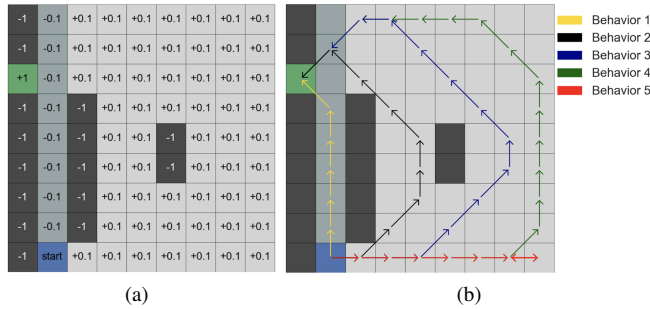 -1 -0.1 +0.1 +0.1 +0.1 +0.1 +0.1 +0.1 +0.1
-1 -0.1 +0.1 +0.1 +0.1 +0.1 +0.1 +0.1 +0.1
+1 -0.1 +0.1 +0.1 +0.1 +0.1 +0.1 +0.1 +0.1
-1 -0.1 -1 +0.1 +0.1 +0.1 +0.1 +0.1 +0.1
-1 -0.1 -1 +0.1 +0.1 -1 +0.1 +0.1 +0.1
-1 -0.1 -1 +0.1 +0.1 -1 +0.1 +0.1 +0.1
-1 -0.1 -1 +0.1 +0.1 +0.1 +0.1 +0.1 +0.1
-1 -0.1 -1 +0.1 +0.1 +0.1 +0.1 +0.1 +0.1
-1 start +0.1 +0.1 +0.1 +0.1 +0.1 +0.1 +0.1
(a)
Behavior 1
Behavior 2
Behavior 3
Behavior 4
Behavior 5
(b)